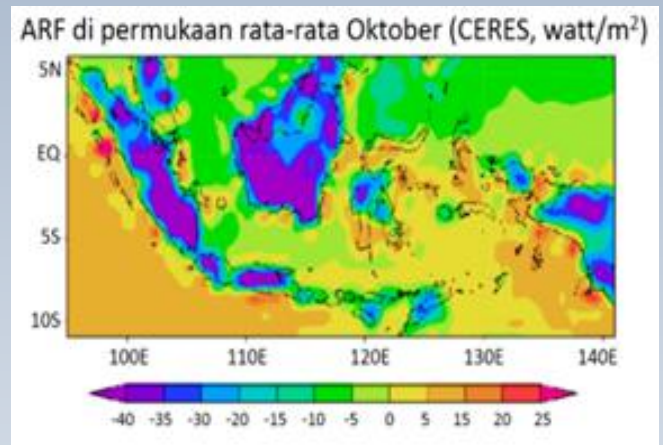 ARF di permukaan rata-rata Oktober (CERES, watt/m²)
5N
EQ
5S
10S
100E 110E 120E 130E 140E
-40 -35 -30 -20 -15 -10 -5 0 5 15 20 25